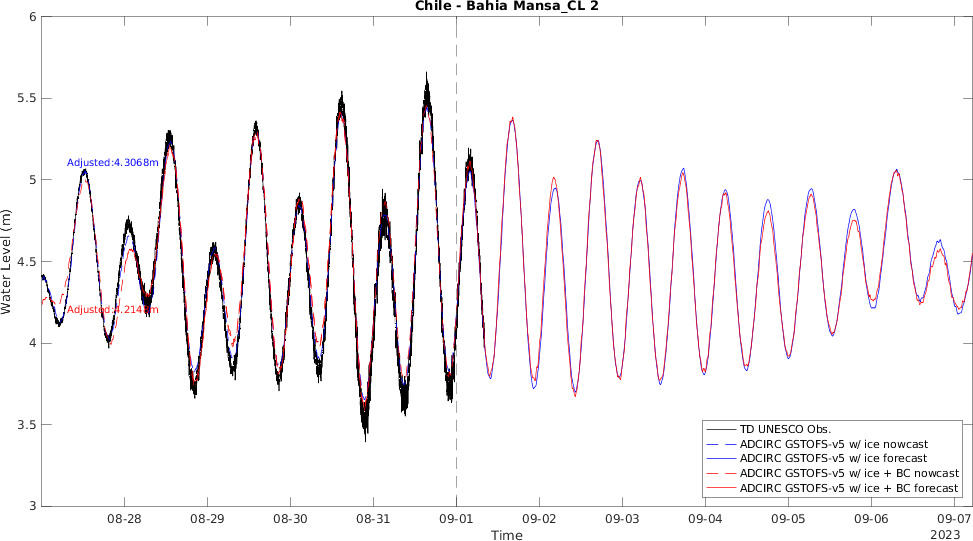 Chile - Bahia Mansa_CL 2
6
5.5
5
4.5
4
3.5
3
Water Level (m)
Adjusted:4.3068m
TD UNESCO Obs.
ADCIRC GSTOFS-v5 w/ ice nowcast
ADCIRC GSTOFS-v5 w/ ice forecast
ADCIRC GSTOFS-v5 w/ ice + BC nowcast
ADCIRC GSTOFS-v5 w/ ice + BC forecast
08-28
08-29
08-30
08-31
09-01
09-02
09-03
09-04
09-05
09-06
09-07
Time
2023